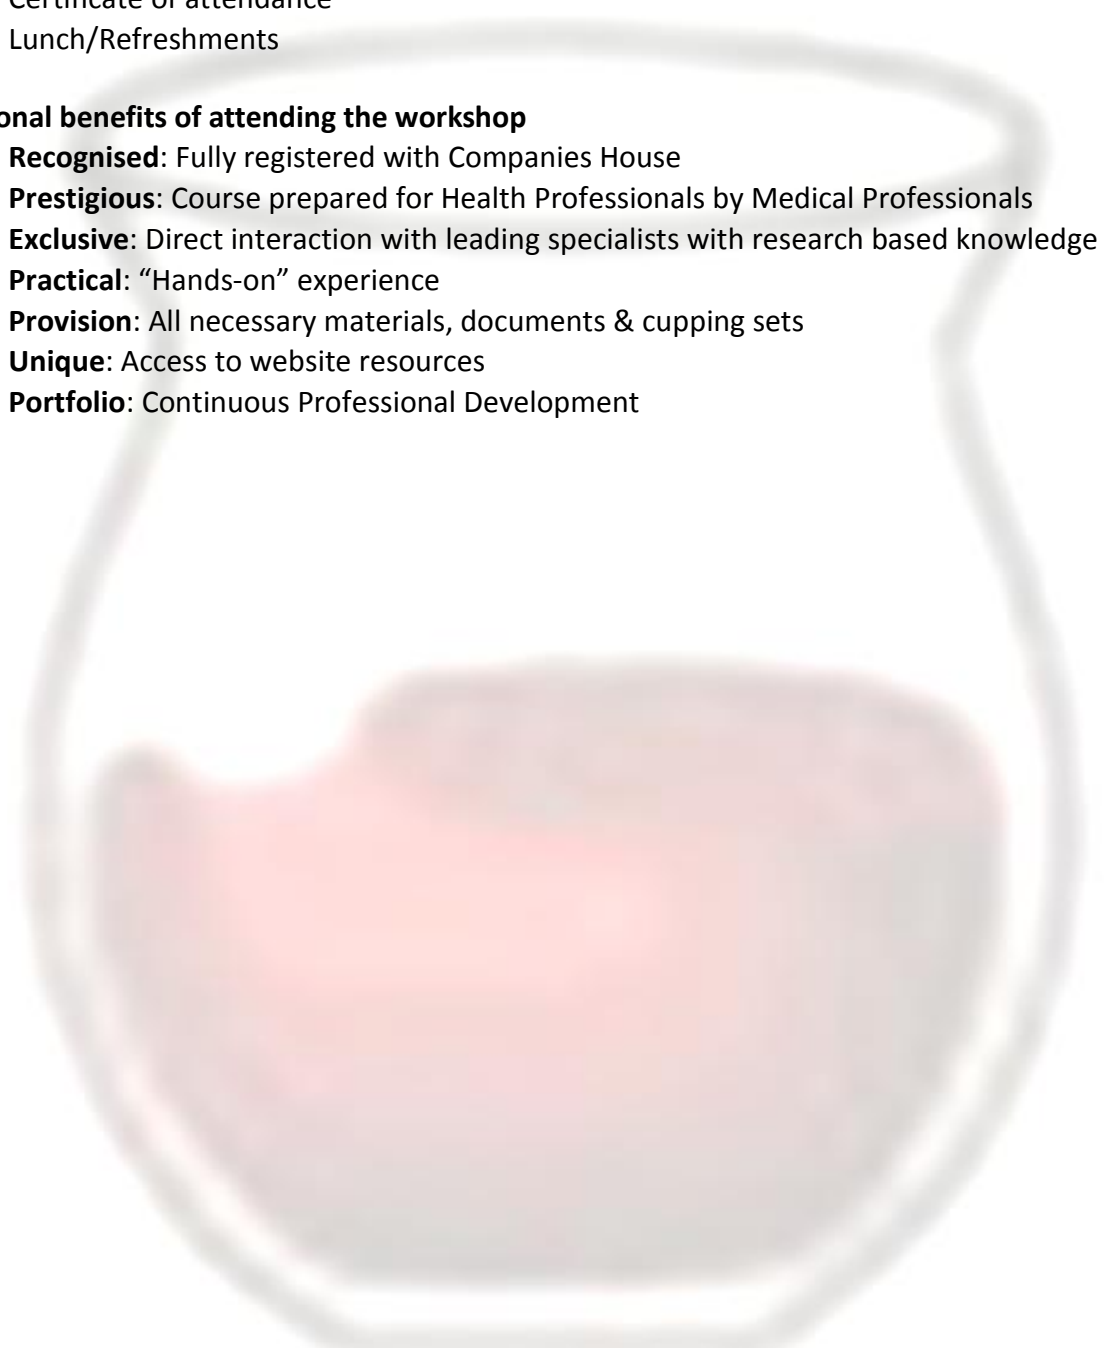 Certificate of attendance
Lunch/Refreshments
onal benefits of attending the workshop
Recognised: Fully registered with Companies House
Prestigious: Course prepared for Health Professionals by Medical Professionals
Exclusive: Direct interaction with leading specialists with research based knowledge
Practical: “Hands-on” experience
Provision: All necessary materials, documents & cupping sets
Unique: Access to website resources
Portfolio: Continuous Professional Development